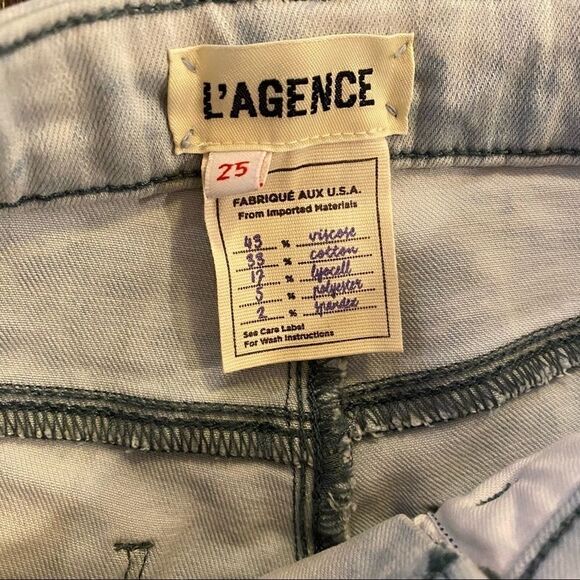 L'AGENCE
25
FABRIQUÉ AUX U.S.A.
From Imported Materials
43 % viscose
33 % cotton
17 % lyocell
5 % polyester
2 % spandex
See Care Label
For Wash Instructions